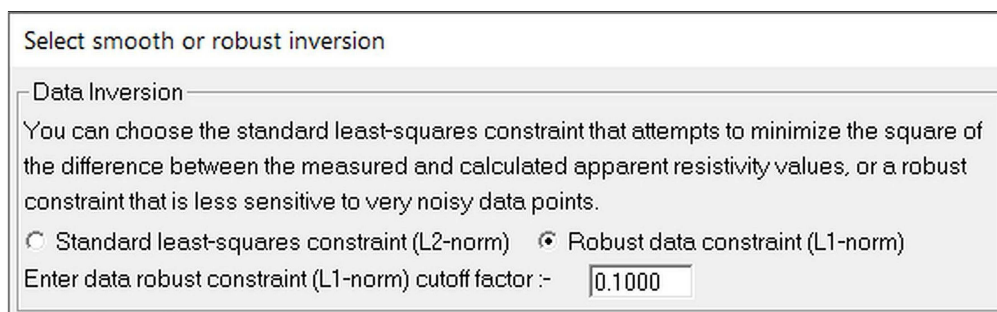 Select smooth or robust inversion
Data Inversion
You can choose the standard least-squares constraint that attempts to minimize the square of
the difference between the measured and calculated apparent resistivity values, or a robust
constraint that is less sensitive to very noisy data points.
Standard least-squares constraint (L2-norm) Robust data constraint (L1-norm)
Enter data robust constraint (L1-norm) cutoff factor :- 0.1000